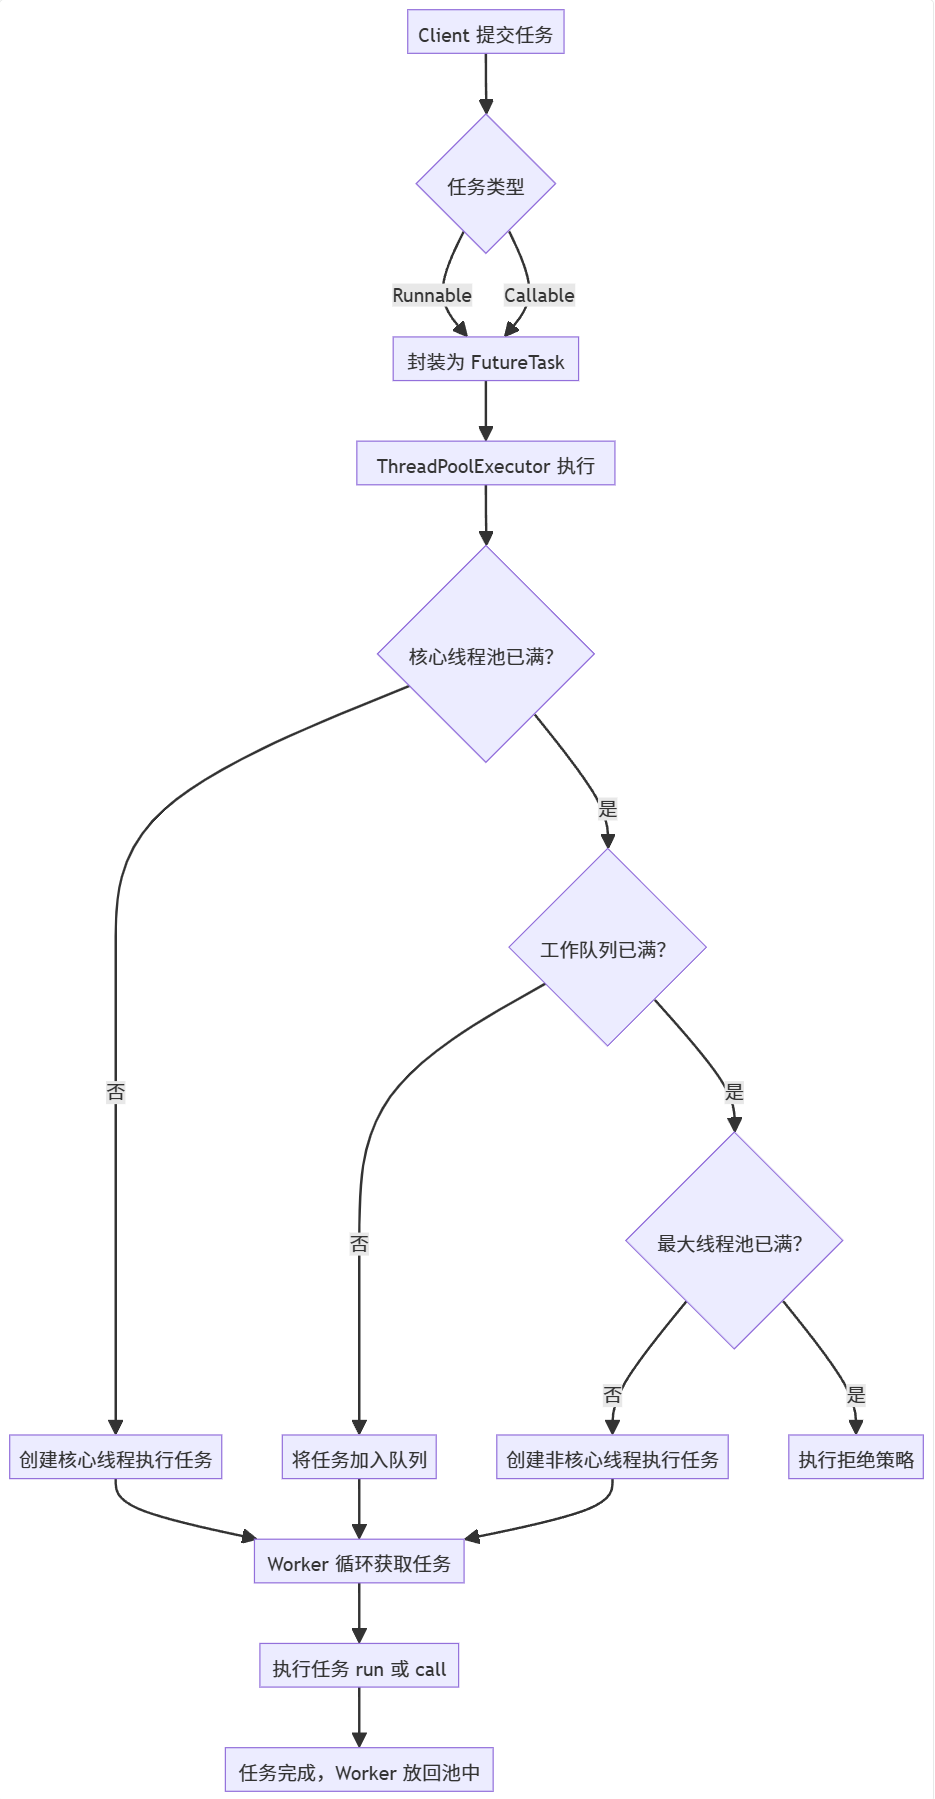 Client 提交任务
任务类型
Runnable
Callable
封装为 FutureTask
ThreadPoolExecutor 执行
核心线程池已满？
是
工作队列已满？
否
是
最大线程池已满？
否
否
是
创建核心线程执行任务
将任务加入队列
创建非核心线程执行任务
执行拒绝策略
Worker 循环获取任务
执行任务 run 或 call
任务完成，Worker 放回池中